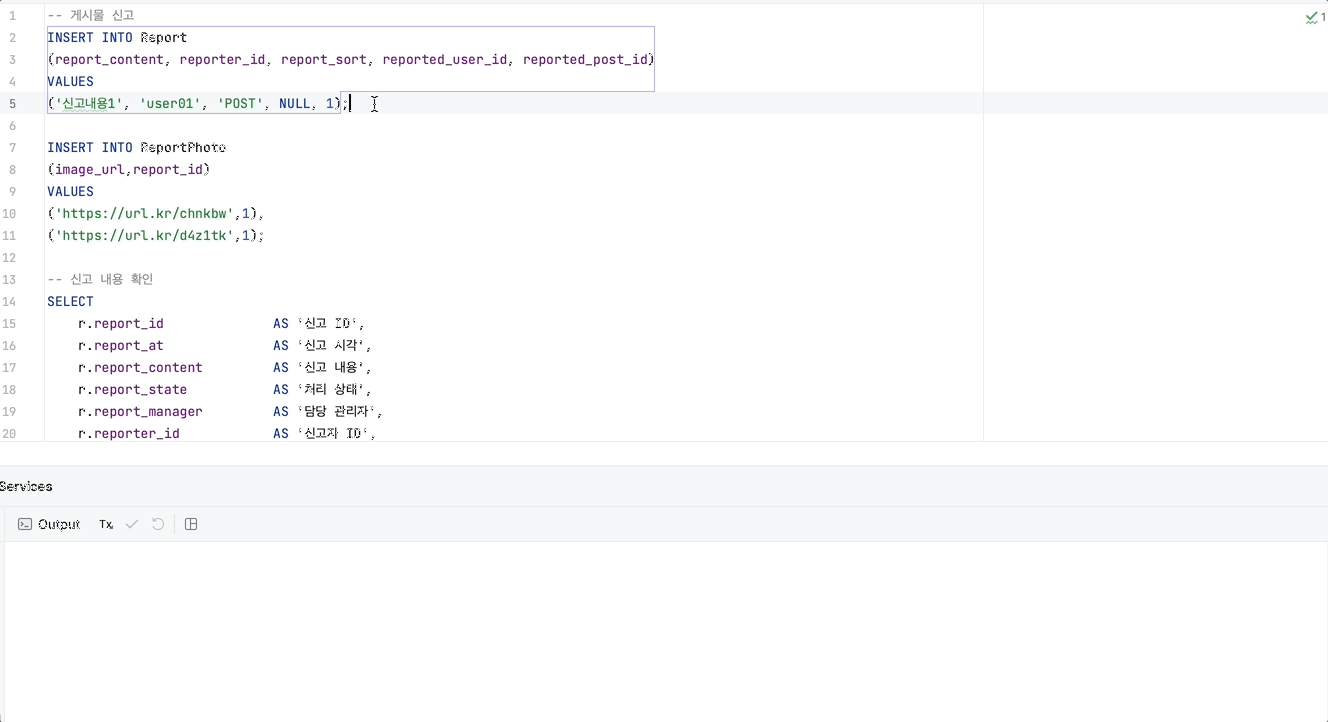 1 -- 게시물 신고
2 INSERT INTO Report
3 (report_content, reporter_id, report_sort, reported_user_id, reported_post_id)
4 VALUES
5 ('신고내용1', 'user01', 'POST', NULL, 1);
6
7 INSERT INTO ReportPhoto
8 (image_url,report_id)
9 VALUES
10 ('https://url.kr/chnkbw',1),
11 ('https://url.kr/d4z1tk',1);
12
13 -- 신고 내용 확인
14 SELECT
15 r.report_id AS '신고 ID',
16 r.report_at AS '신고 시각',
17 r.report_content AS '신고 내용',
18 r.report_state AS '처리 상태',
19 r.report_manager AS '담당 관리자',
20 r.reporter_id AS '신고자 ID',
1
Services
Output Tx